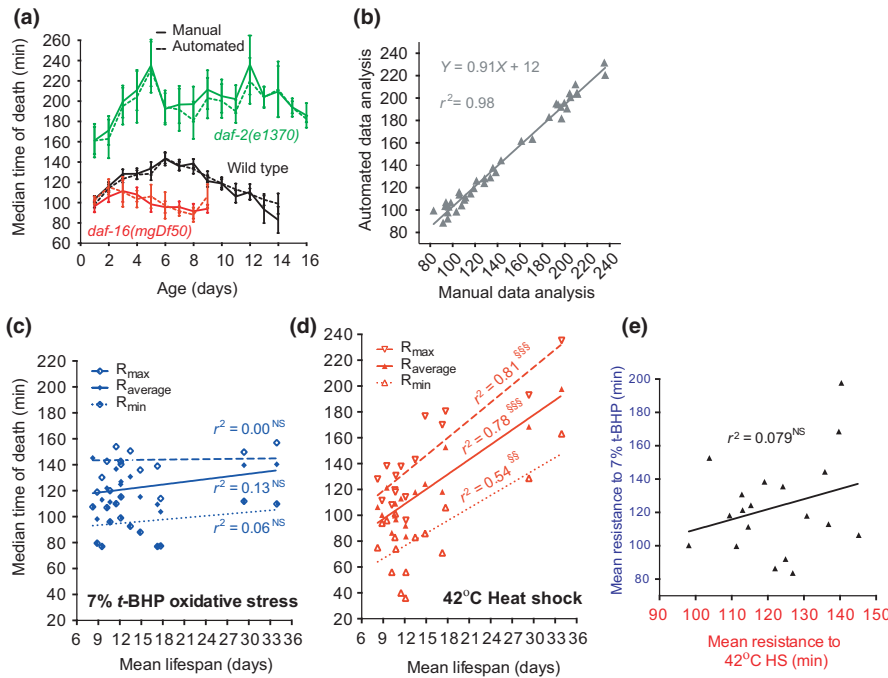 (a)
Manual
Automated
Median time of death (min)
260
240
220
200
180
160
140
120
100
80
60
daf-2(e1370)
Wild type
daf-16(mgDf50)
0 2 4 6 8 10 12 14 16
Age (days)
(b)
Automated data analysis
240
220
200
180
160
140
120
100
80
Y = 0.91X + 12
r² = 0.98
80 100 120 140 160 180 200 220 240
Manual data analysis
(c)
Median time of death (min)
220
200
180
160
140
120
100
80
60
40
20
Rmax
Raverage
Rmin
r² = 0.00 NS
r² = 0.13 NS
r² = 0.06 NS
7% t-BHP oxidative stress
6 9 12 15 18 21 24 27 30 33 36
Mean lifespan (days)
(d)
240
220
200
180
160
140
120
100
80
60
40
20
Rmax
Raverage
Rmin
r² = 0.81 §§§
r² = 0.78 §§§
r² = 0.54 §§
42°C Heat shock
6 9 12 15 18 21 24 27 30 33 36
Mean lifespan (days)
(e)
Mean resistance to
7% t-BHP (min)
200
180
160
140
120
100
80
r² = 0.079 NS
90 100 110 120 130 140 150
Mean resistance to
42°C HS (min)